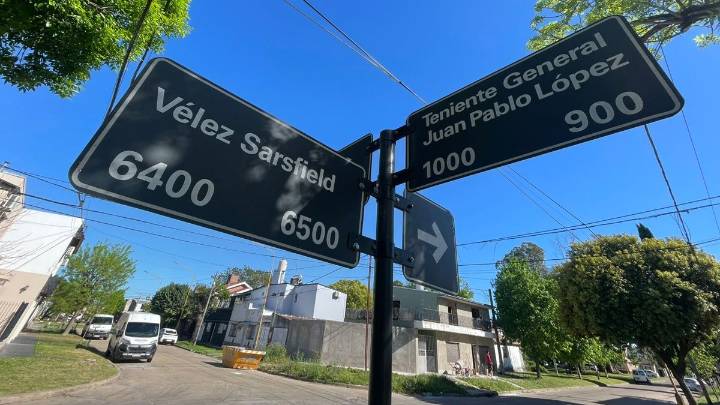 Vélez Sarsfield
6400 6500
Teniente General
Juan Pablo López
1000 900